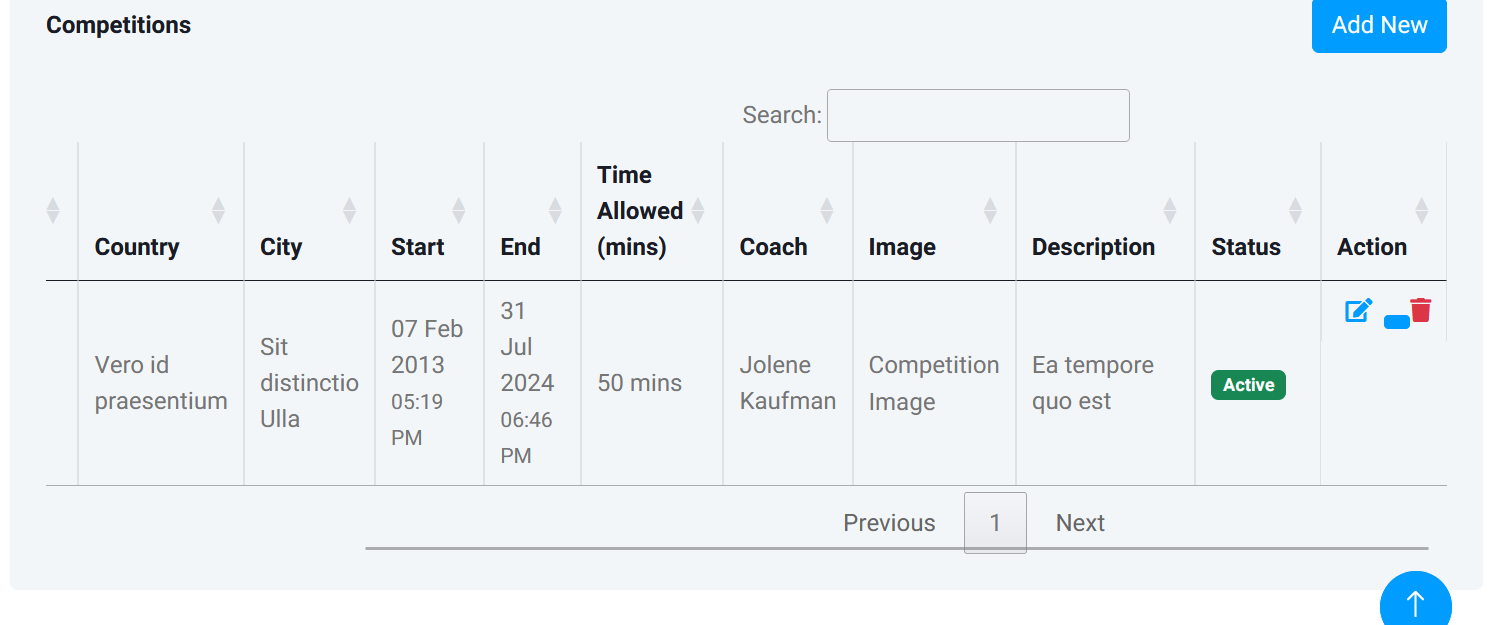 Competitions
Add New
Search:
Country
City
Start
End
Time
Allowed
(mins)
Coach
Image
Description
Status
Action
Vero id
praesentium
Sit
distinctio
Ulla
07 Feb
2013
05:19
PM
31
Jul
2024
06:46
PM
50 mins
Jolene
Kaufman
Competition
Image
Ea tempore
quo est
Active
Previous
1
Next